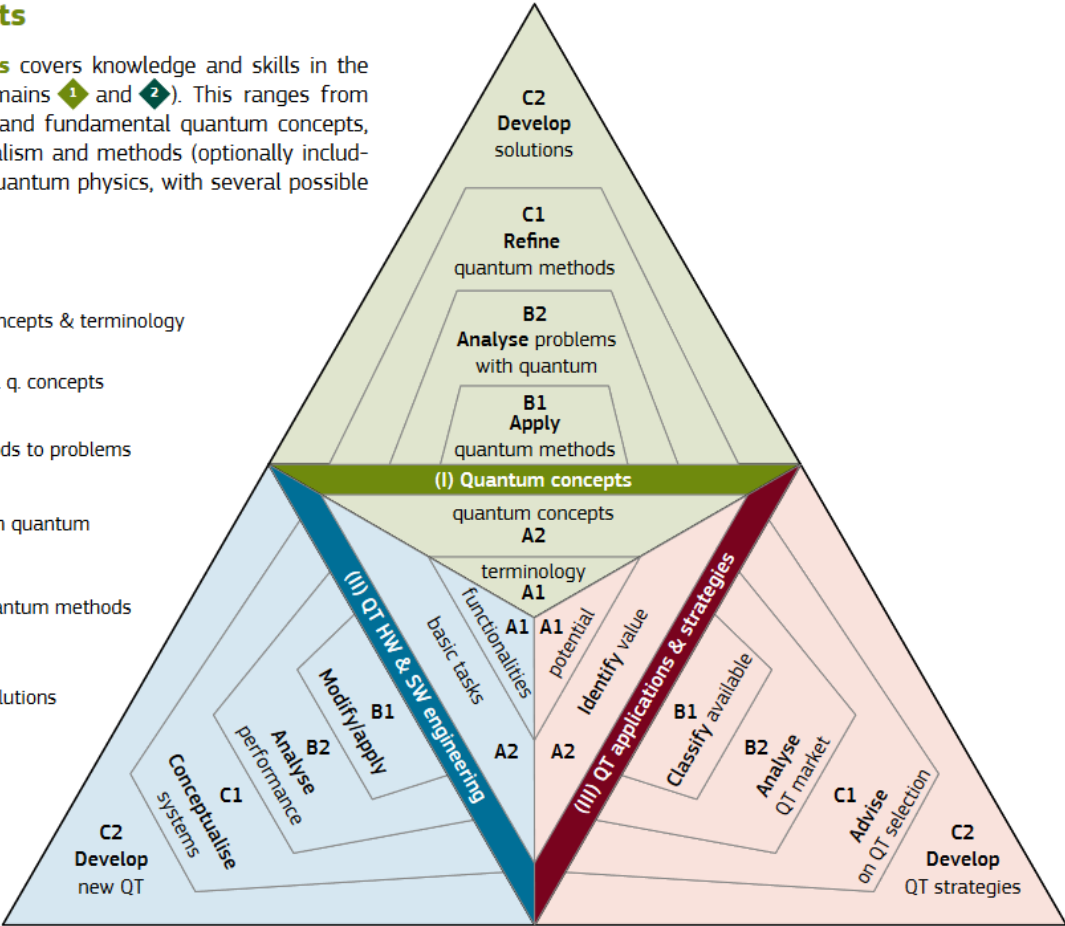 ts
s covers knowledge and skills in the
mains 1 and 2). This ranges from
and fundamental quantum concepts,
alism and methods (optionally includ-
uantum physics, with several possible
ncepts & terminology
q. concepts
ds to problems
n quantum
antum methods
lutions
C2
Develop
solutions
C1
Refine
quantum methods
B2
Analyse problems
with quantum
B1
Apply
quantum methods
(I) Quantum concepts
quantum concepts
A2
terminology
A1
(II) QT HW & SW engineering
A1
functionalities
basic tasks
A2
B1
Modify/apply
B2
Analyse
performance
C1
Conceptualise
systems
C2
Develop
new QT
(III) QT applications & strategies
A1
potential
Identify value
A2
B1
Classify available
B2
Analyse
QT market
C1
Advise
on QT selection
C2
Develop
QT strategies